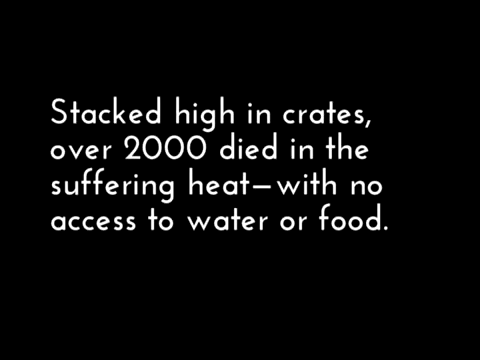 Stacked high in crates,
over 2000 died in the
suffering heat—with no
access to water or food.